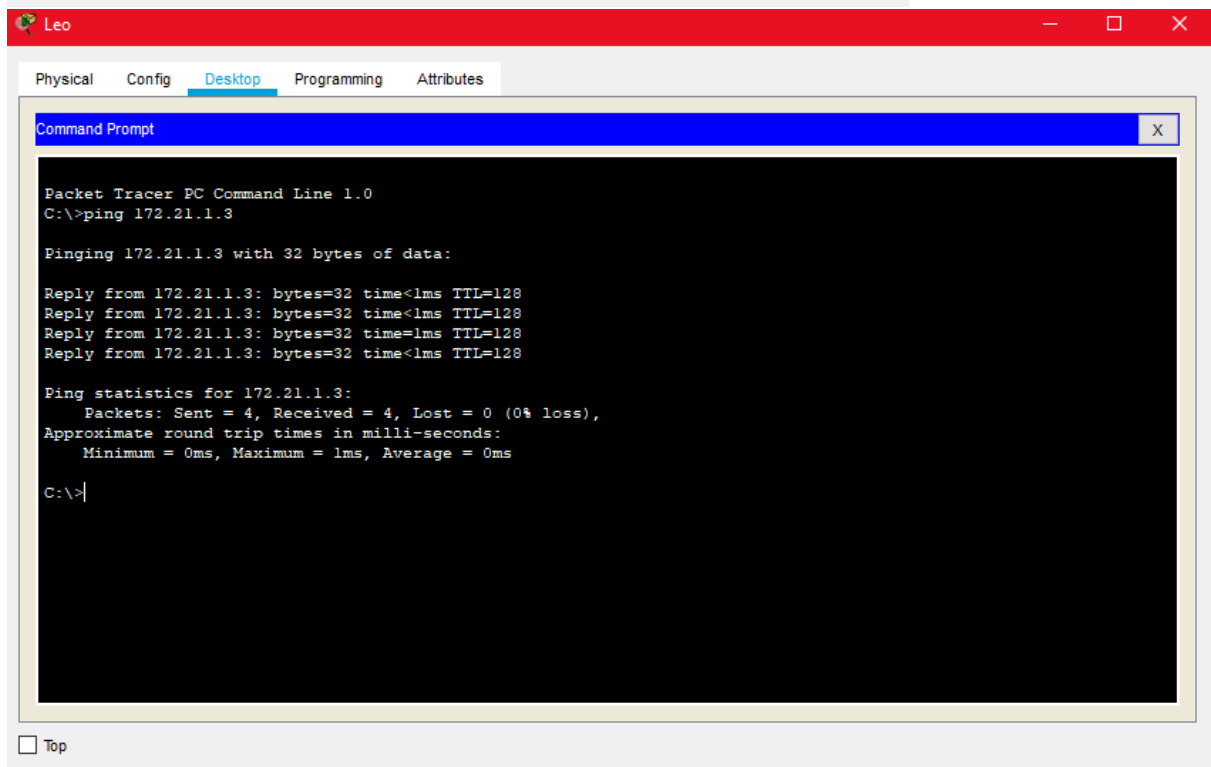 Leo
Physical Config Desktop Programming Attributes
Command Prompt X
Packet Tracer PC Command Line 1.0
C:\>ping 172.21.1.3
Pinging 172.21.1.3 with 32 bytes of data:
Reply from 172.21.1.3: bytes=32 time<1ms TTL=128
Reply from 172.21.1.3: bytes=32 time<1ms TTL=128
Reply from 172.21.1.3: bytes=32 time=1ms TTL=128
Reply from 172.21.1.3: bytes=32 time<1ms TTL=128
Ping statistics for 172.21.1.3:
Packets: Sent = 4, Received = 4, Lost = 0 (0% loss),
Approximate round trip times in milli-seconds:
Minimum = 0ms, Maximum = 1ms, Average = 0ms
C:\>
Top